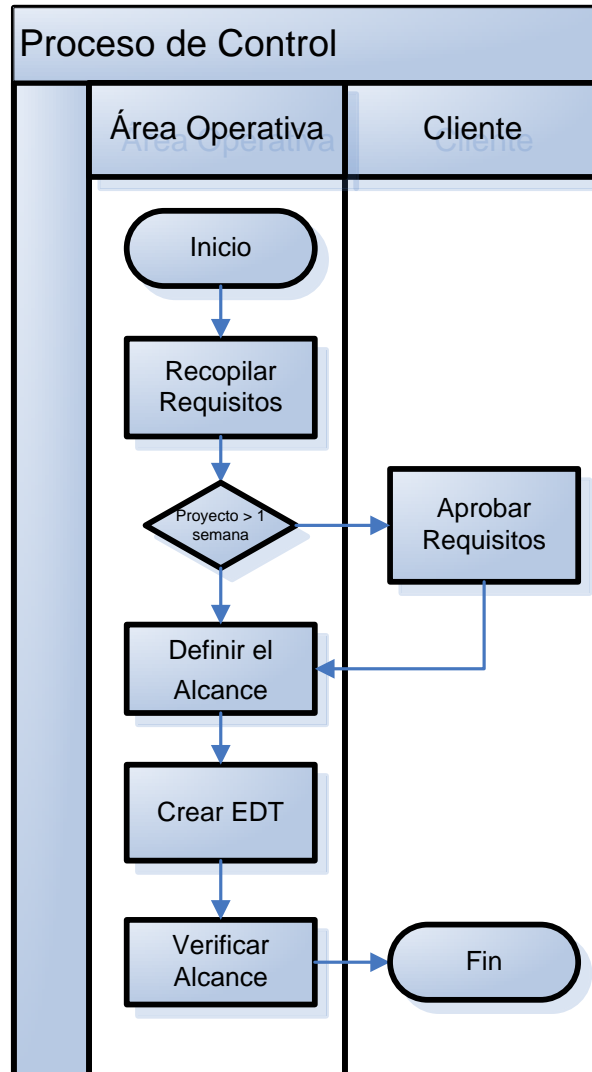 Proceso de Control
Área Operativa
Cliente
Inicio
Recopilar
Requisitos
Proyecto > 1
semana
Aprobar
Requisitos
Definir el
Alcance
Crear EDT
Verificar
Alcance
Fin